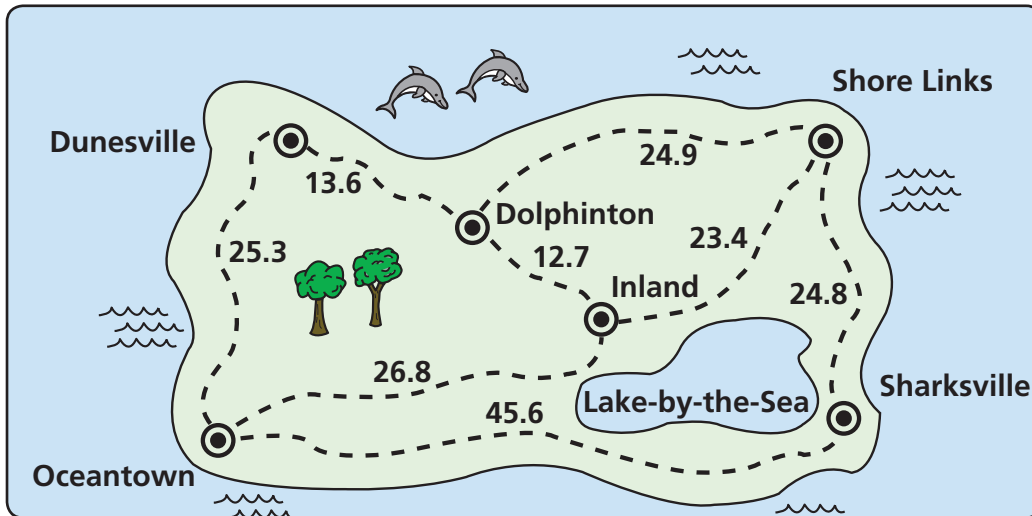 Shore Links
Dunesville
24.9
13.6
Dolphinton
25.3
12.7
23.4
Inland
24.8
26.8
Lake-by-the-Sea
Sharksville
45.6
Oceantown